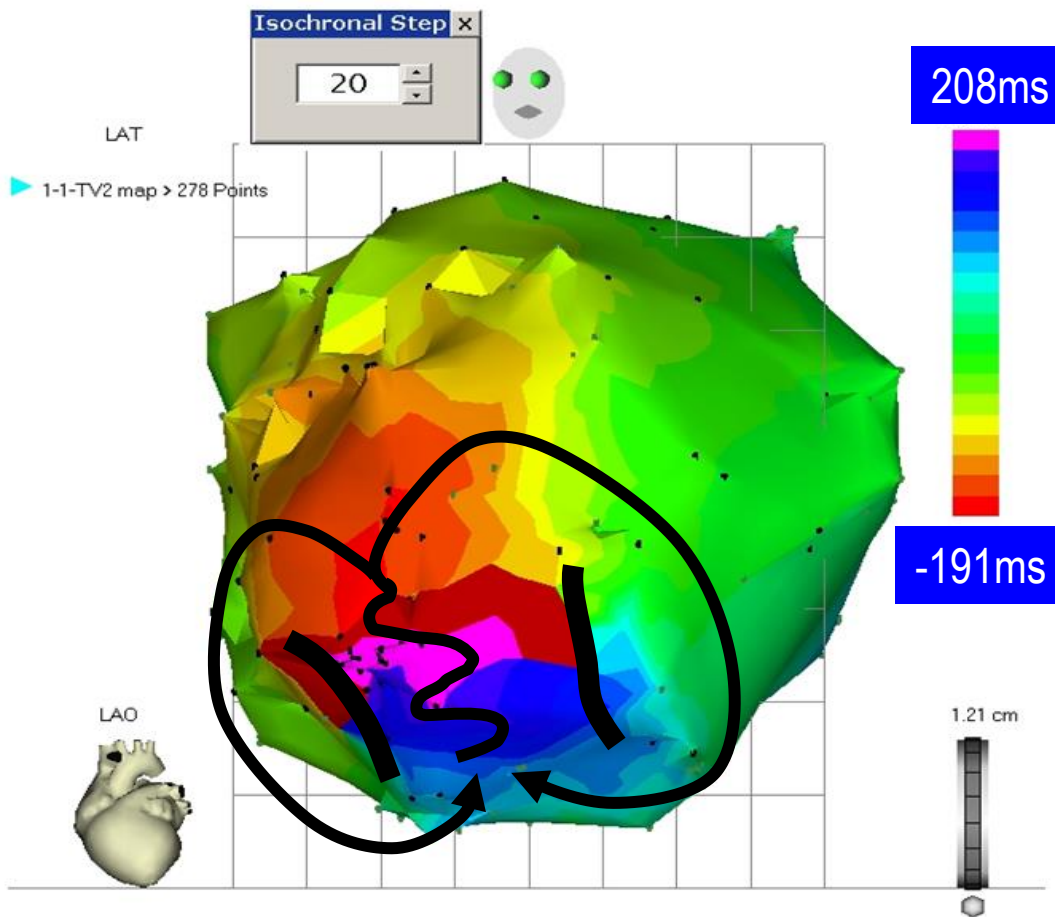 Isochronal Step
20
208ms
LAT
1-1-TV2 map > 278 Points
-191ms
LAO
1.21 cm